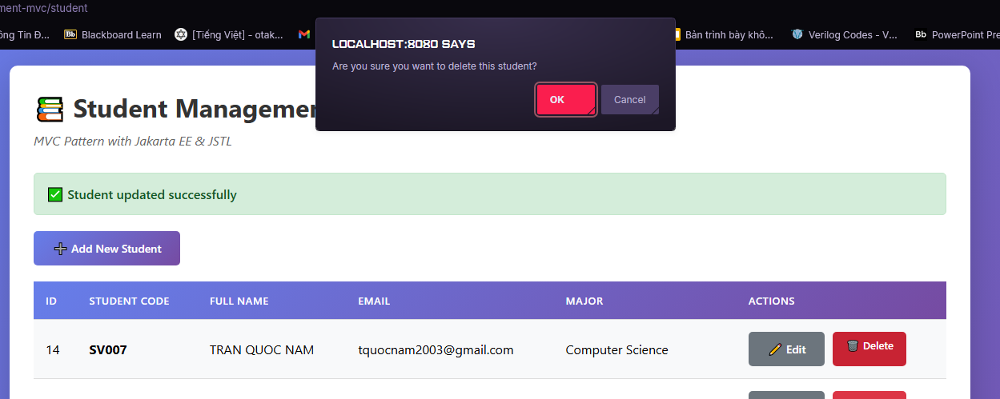 ment-mvc/student
ông Tin Đ...
Bb Blackboard Learn
[Tiếng Việt] - otak...
Bản trình bày khô...
Verilog Codes - V...
Bb PowerPoint Pre
LOCALHOST:8080 SAYS
Are you sure you want to delete this student?
OK Cancel
Student Managemen
MVC Pattern with Jakarta EE & JSTL
Student updated successfully
Add New Student
ID STUDENT CODE FULL NAME EMAIL MAJOR ACTIONS
14 SV007 TRAN QUOC NAM tquocnam2003@gmail.com Computer Science Edit Delete